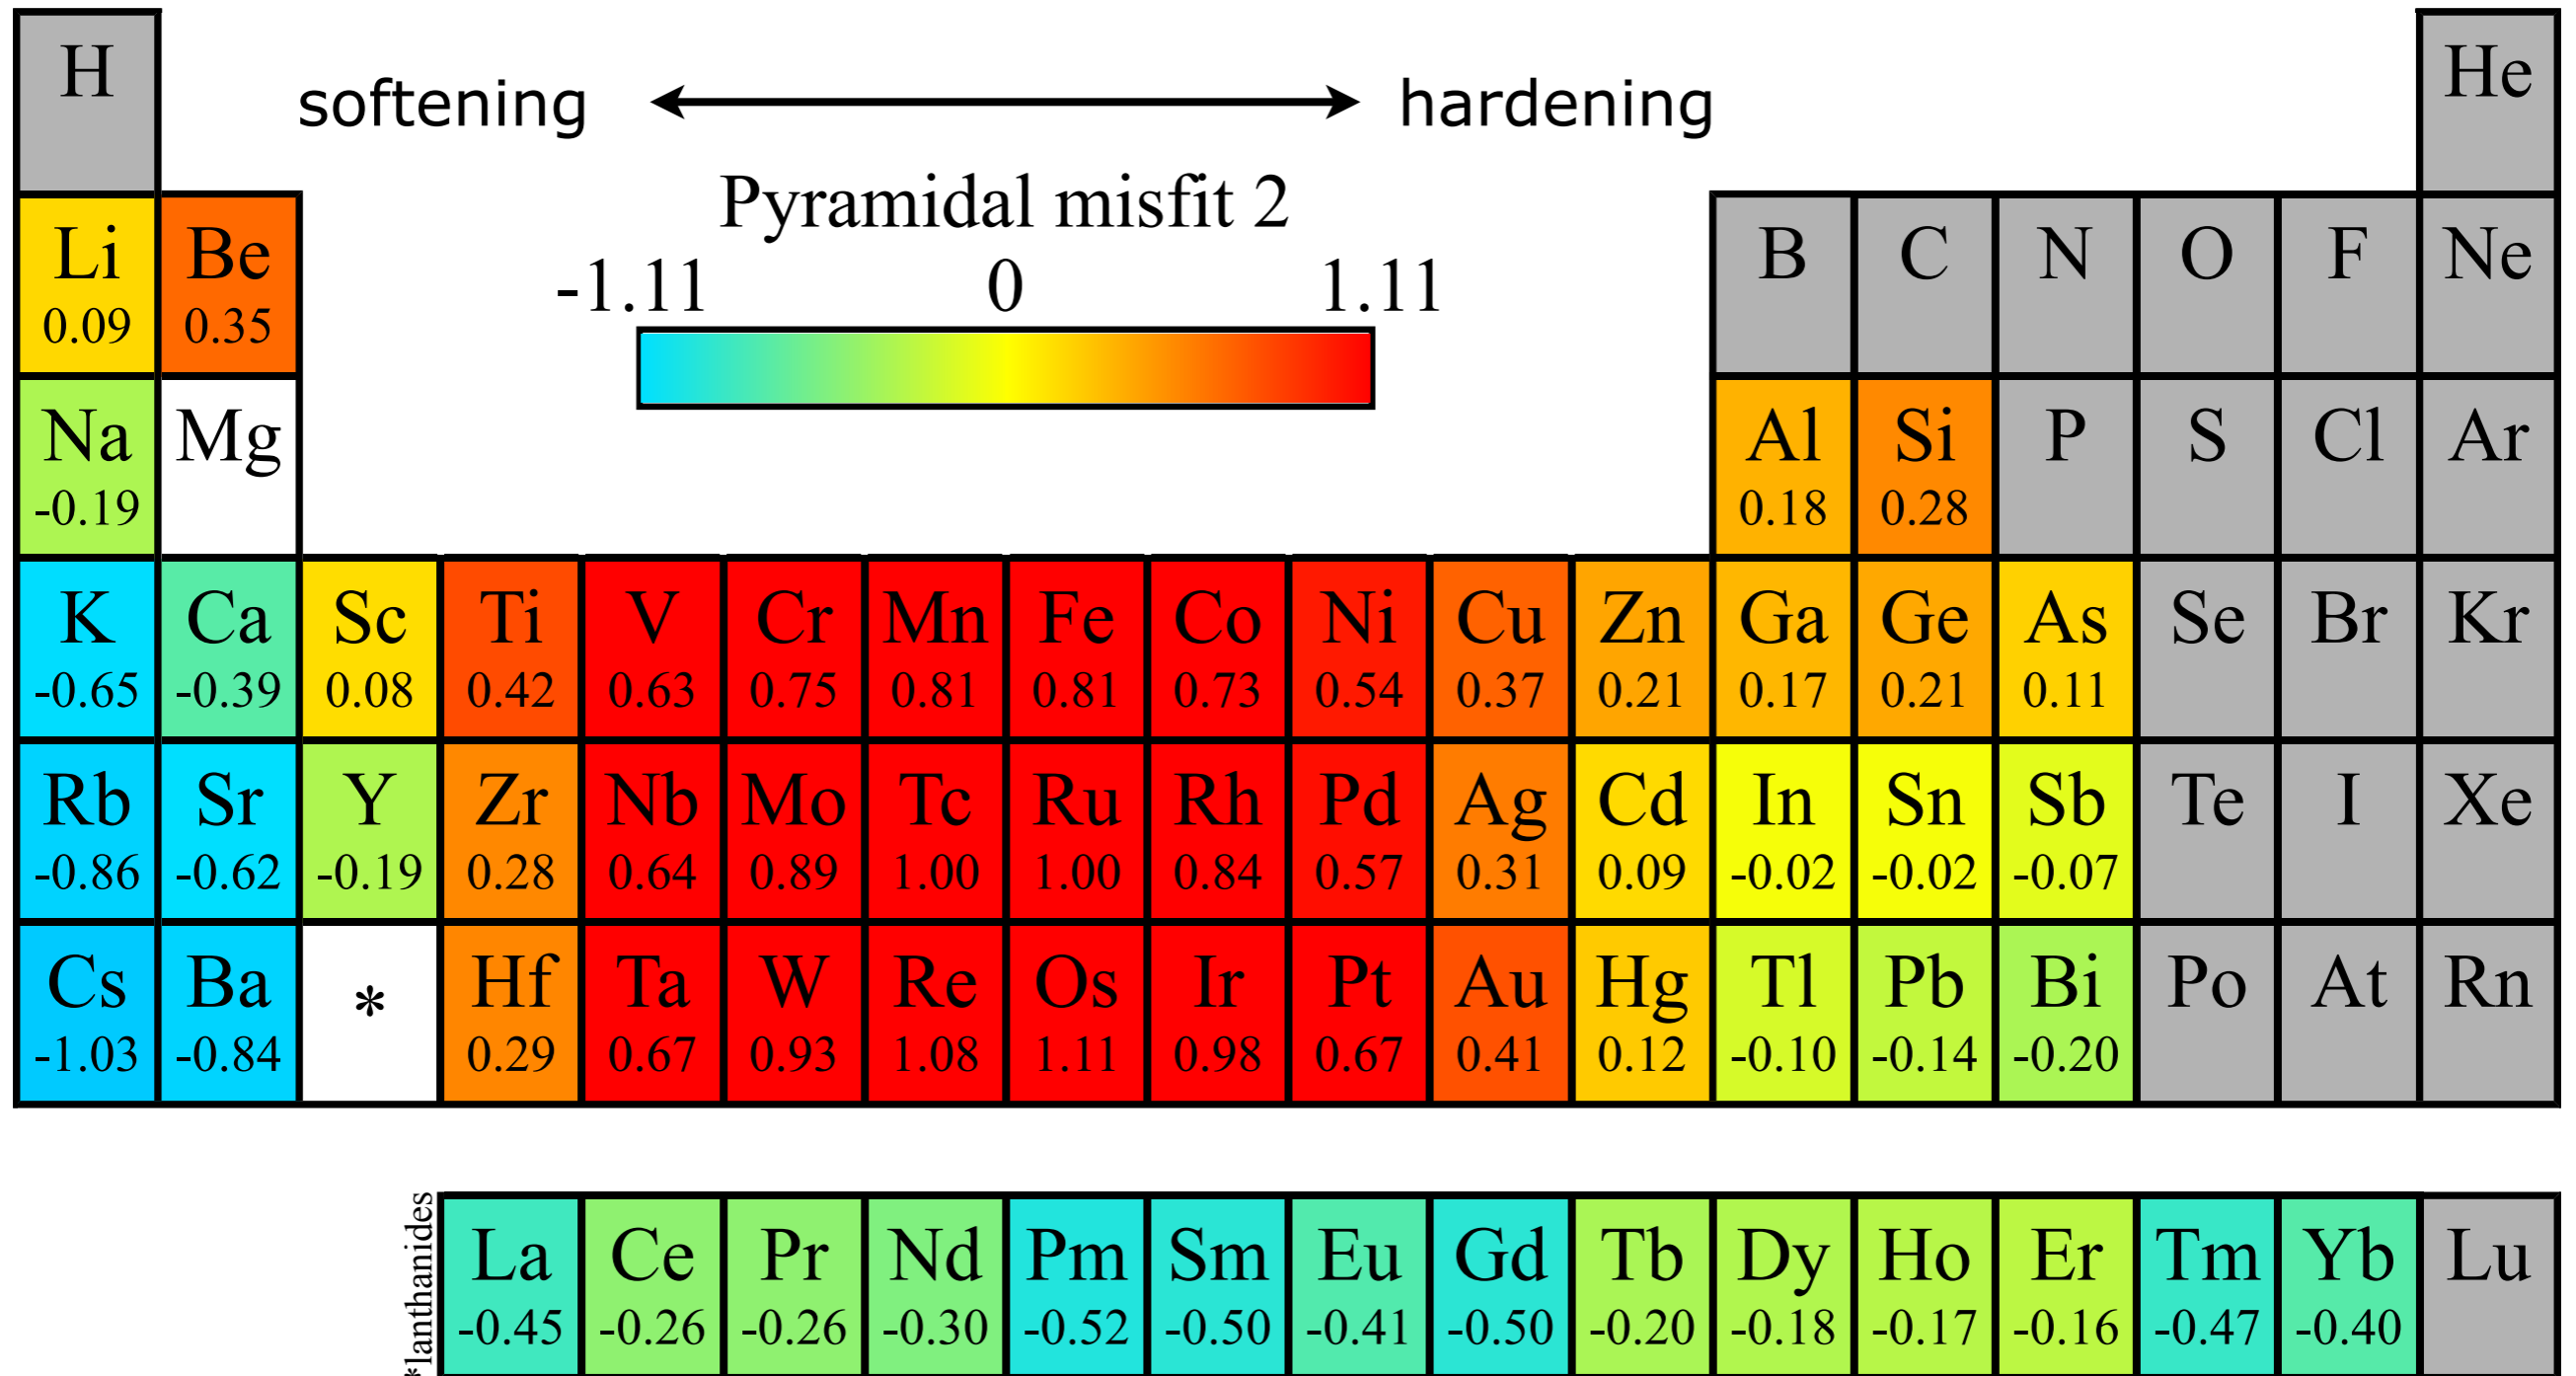 H He
softening hardening
Pyramidal misfit 2
-1.11 0 1.11
Li Be B C N O F Ne
0.09 0.35
Na Mg Al Si P S Cl Ar
-0.19 0.18 0.28
K Ca Sc Ti V Cr Mn Fe Co Ni Cu Zn Ga Ge As Se Br Kr
-0.65 -0.39 0.08 0.42 0.63 0.75 0.81 0.81 0.73 0.54 0.37 0.21 0.17 0.21 0.11
Rb Sr Y Zr Nb Mo Tc Ru Rh Pd Ag Cd In Sn Sb Te I Xe
-0.86 -0.62 -0.19 0.28 0.64 0.89 1.00 1.00 0.84 0.57 0.31 0.09 -0.02 -0.02 -0.07
Cs Ba * Hf Ta W Re Os Ir Pt Au Hg Tl Pb Bi Po At Rn
-1.03 -0.84 0.29 0.67 0.93 1.08 1.11 0.98 0.67 0.41 0.12 -0.10 -0.14 -0.20
*lanthanides
La Ce Pr Nd Pm Sm Eu Gd Tb Dy Ho Er Tm Yb Lu
-0.45 -0.26 -0.26 -0.30 -0.52 -0.50 -0.41 -0.50 -0.20 -0.18 -0.17 -0.16 -0.47 -0.40